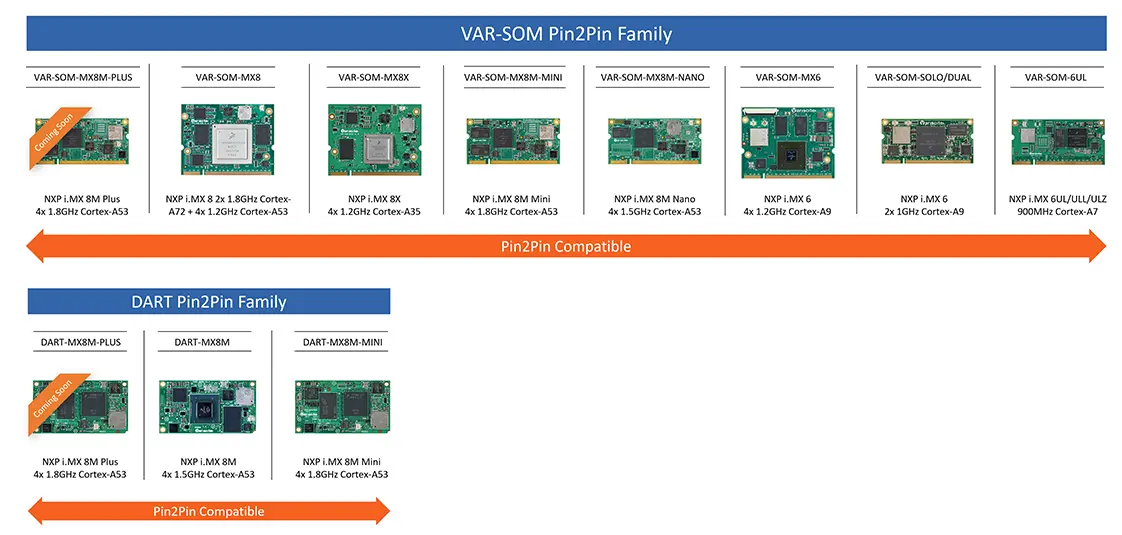 VAR-SOM Pin2Pin Family
VAR-SOM-MX8M-PLUS
VAR-SOM-MX8
VAR-SOM-MX8X
VAR-SOM-MX8M-MINI
VAR-SOM-MX8M-NANO
VAR-SOM-MX6
VAR-SOM-SOLO/DUAL
VAR-SOM-6UL
Coming Soon
NXP i.MX 8M Plus
4x 1.8GHz Cortex-A53
NXP i.MX 8 2x 1.8GHz Cortex-
A72 + 4x 1.2GHz Cortex-A53
NXP i.MX 8X
4x 1.2GHz Cortex-A35
NXP i.MX 8M Mini
4x 1.8GHz Cortex-A53
NXP i.MX 8M Nano
4x 1.5GHz Cortex-A53
NXP i.MX 6
4x 1.2GHz Cortex-A9
NXP i.MX 6
2x 1GHz Cortex-A9
NXP i.MX 6UL/ULL/ULZ
900MHz Cortex-A7
Pin2Pin Compatible
DART Pin2Pin Family
DART-MX8M-PLUS
DART-MX8M
DART-MX8M-MINI
Coming Soon
NXP i.MX 8M Plus
4x 1.8GHz Cortex-A53
NXP i.MX 8M
4x 1.5GHz Cortex-A53
NXP i.MX 8M Mini
4x 1.8GHz Cortex-A53
Pin2Pin Compatible